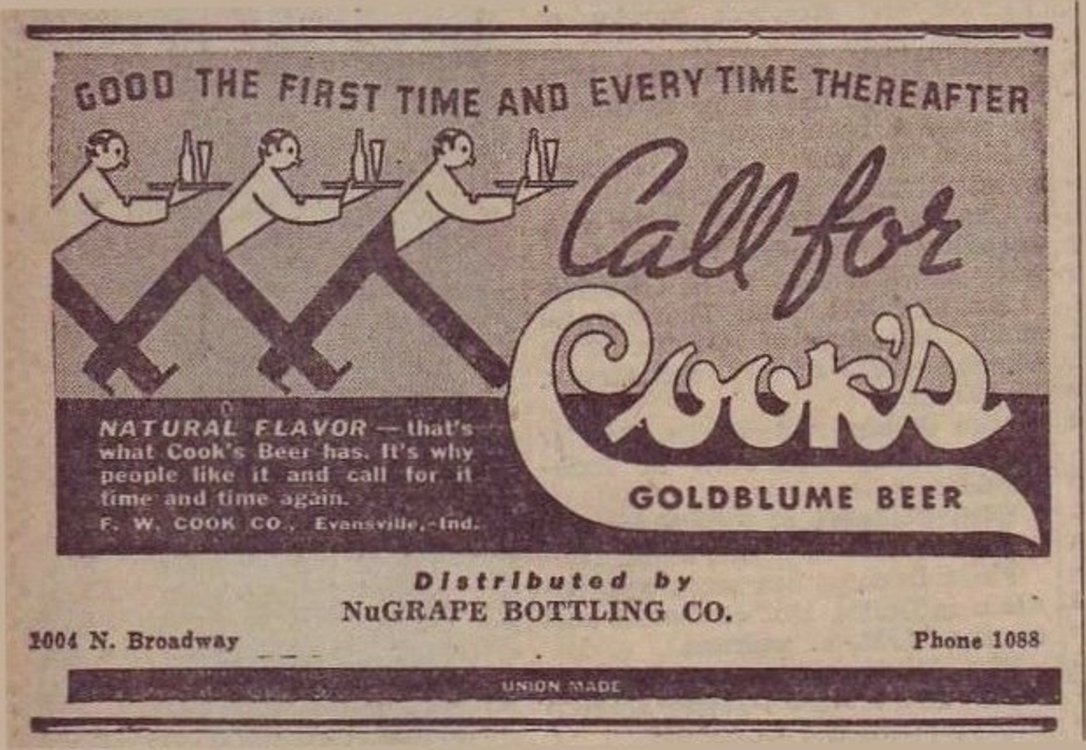 GOOD THE FIRST TIME AND EVERY TIME THEREAFTER
Call for
Cook's
GOLDBLUME BEER
NATURAL FLAVOR — that's
what Cook's Beer has. It's why
people like it and call for it
time and time again.
F. W. COOK CO., Evansville, Ind.
Distributed by
NuGRAPE BOTTLING CO.
1004 N. Broadway
Phone 1088
UNION MADE